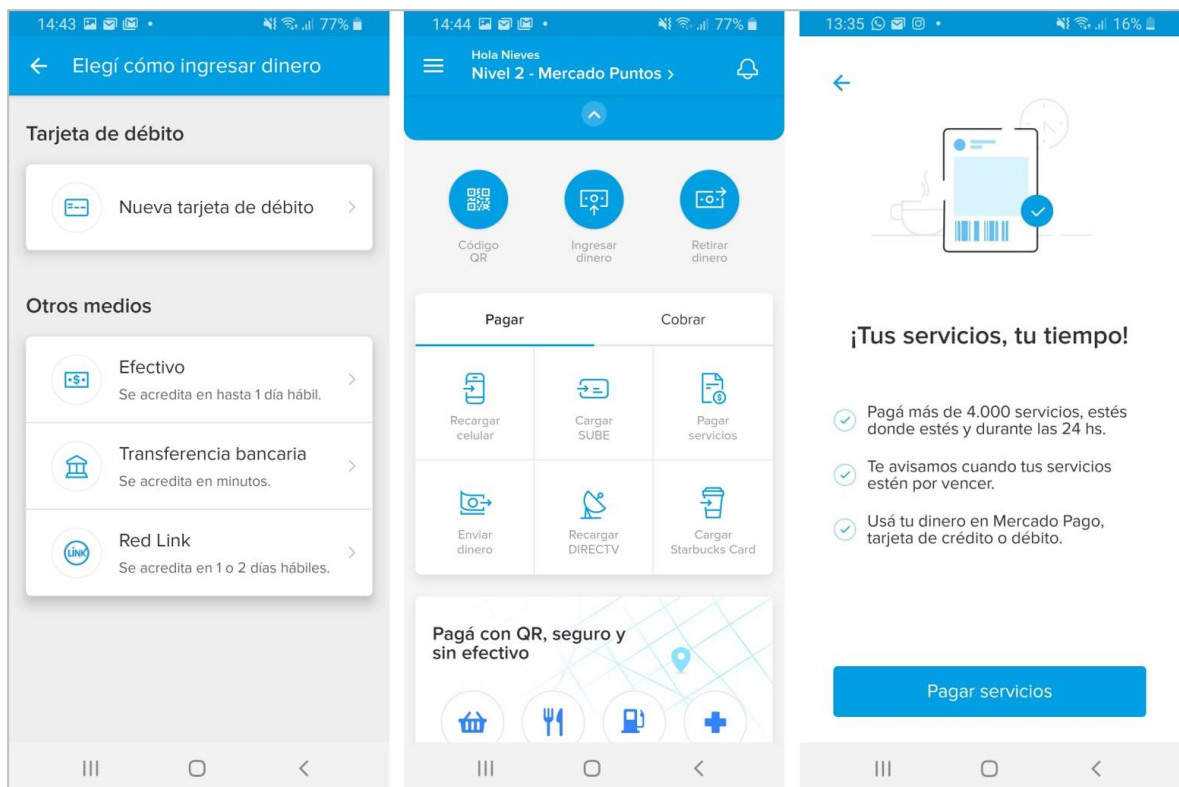 14:43
77%
Elegí cómo ingresar dinero
Tarjeta de débito
Nueva tarjeta de débito
Otros medios
Efectivo
Se acredita en hasta 1 día hábil.
Transferencia bancaria
Se acredita en minutos.
LINK
Red Link
Se acredita en 1 o 2 días hábiles.
14:44
77%
Hola Nieves
Nivel 2 - Mercado Puntos >
Código
QR
Ingresar
dinero
Retirar
dinero
Pagar
Cobrar
Recargar
celular
Cargar
SUBE
Pagar
servicios
Enviar
dinero
Recargar
DIRECTV
Cargar
Starbucks Card
Pagá con QR, seguro y
sin efectivo
13:35
16%
¡Tus servicios, tu tiempo!
Pagá más de 4.000 servicios, estés
donde estés y durante las 24 hs.
Te avisamos cuando tus servicios
estén por vencer.
Usá tu dinero en Mercado Pago,
tarjeta de crédito o débito.
Pagar servicios